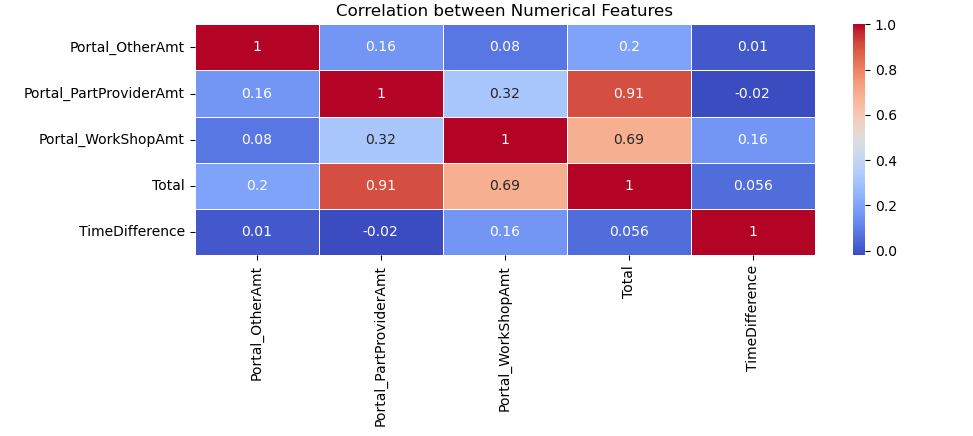 Correlation between Numerical Features
Portal_OtherAmt 1 0.16 0.08 0.2 0.01
Portal_PartProviderAmt 0.16 1 0.32 0.91 -0.02
Portal_WorkShopAmt 0.08 0.32 1 0.69 0.16
Total 0.2 0.91 0.69 1 0.056
TimeDifference 0.01 -0.02 0.16 0.056 1
Portal_OtherAmt
Portal_PartProviderAmt
Portal_WorkShopAmt
Total
TimeDifference
1.0
0.8
0.6
0.4
0.2
0.0